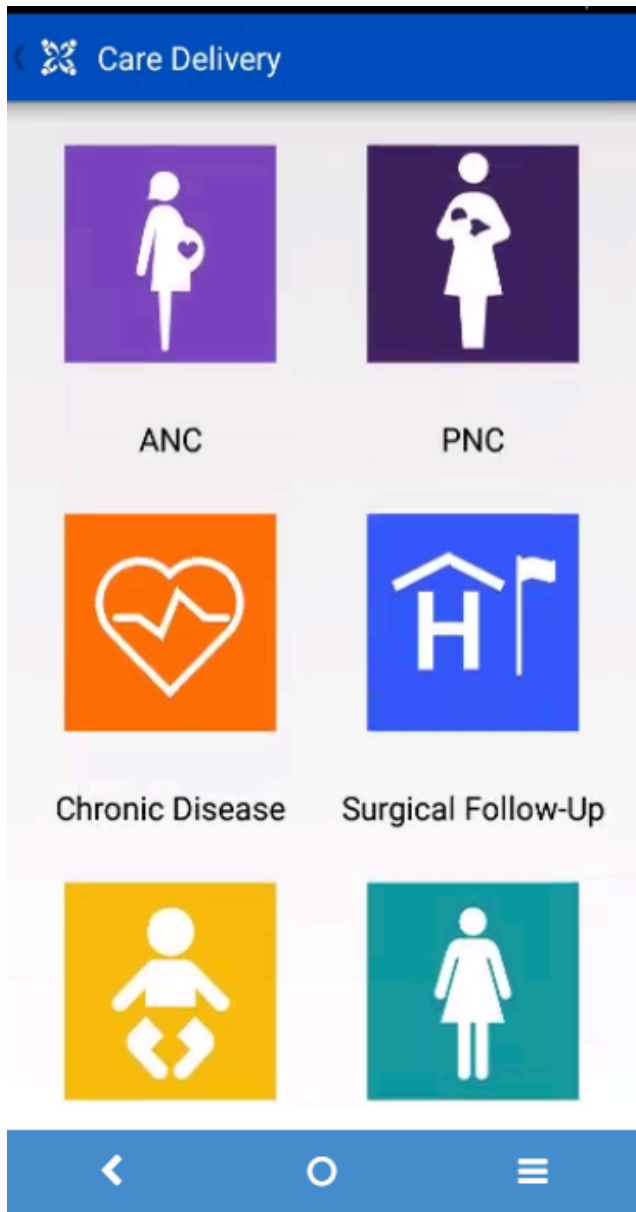 Care Delivery
ANC
PNC
Chronic Disease
Surgical Follow-Up
H